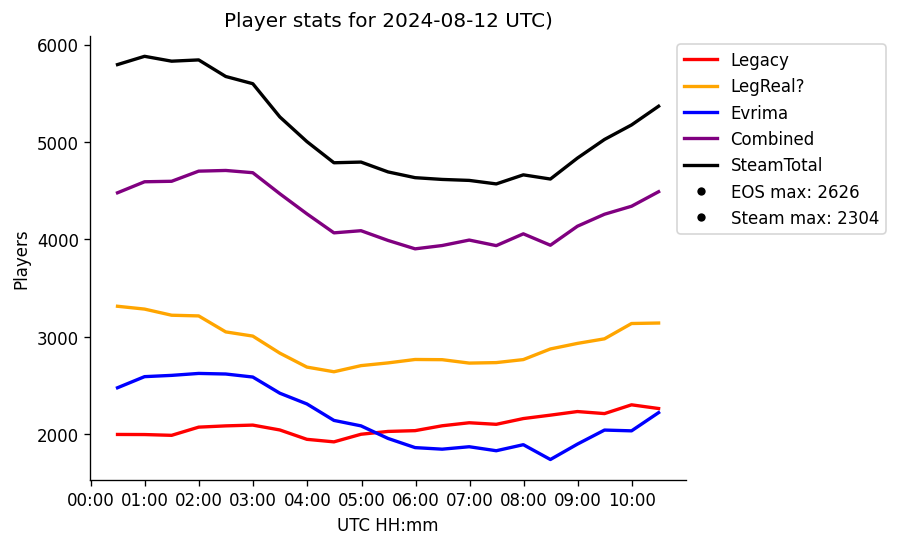 Player stats for 2024-08-12 UTC)
6000
5000
4000
3000
2000
Players
00:00 01:00 02:00 03:00 04:00 05:00 06:00 07:00 08:00 09:00 10:00
UTC HH:mm
Legacy
LegReal?
Evrima
Combined
SteamTotal
EOS max: 2626
Steam max: 2304